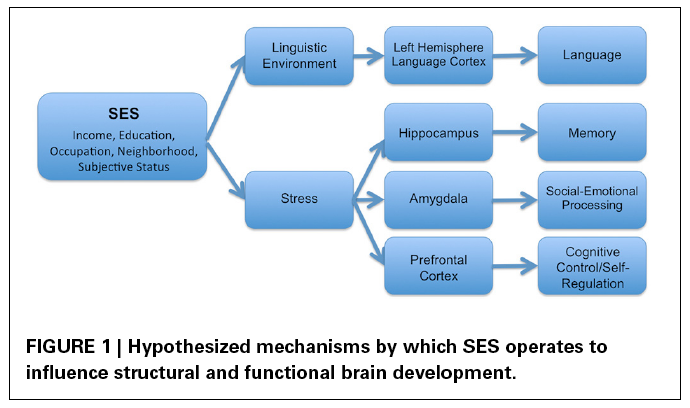 SES
Income, Education,
Occupation, Neighborhood,
Subjective Status
Linguistic
Environment
Left Hemisphere
Language Cortex
Language
Stress
Hippocampus
Memory
Amygdala
Social-Emotional
Processing
Prefrontal
Cortex
Cognitive
Control/Self-
Regulation
FIGURE 1 | Hypothesized mechanisms by which SES operates to
influence structural and functional brain development.